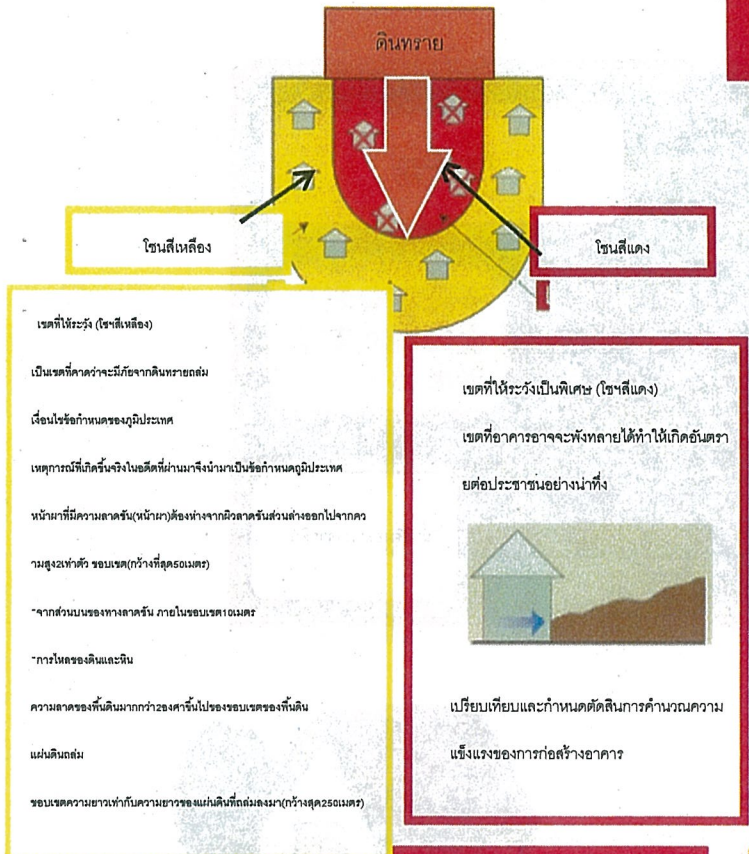 ดินทราย
โซนสีเหลือง
โซนสีแดง
เขตที่ให้ระวัง (โซฯสีเหลือง)
เป็นเขตที่คาดว่าจะมีภัยจากดินทรายถล่ม
เงื่อนไขข้อกำหนดของภูมิประเทศ
เหตุการณ์ที่เกิดขึ้นจริงในอดีตที่ผ่านมาจึงนำมาเป็นข้อกำหนดภูมิประเทศ
หน้าผาที่มีความลาดชัน(หน้าผา)ต้องห่างจากผิวลาดชันส่วนล่างออกไปจากคว
ามสูง2เท่าตัว ขอบเขต(กว้างที่สุด50เมตร)
-จากส่วนบนของทางลาดชัน ภายในขอบเขต10เมตร
-การไหลของดินและหิน
ความลาดของพื้นดินมากกว่า2องศาขึ้นไปของขอบเขตของพื้นดิน
แผ่นดินถล่ม
ขอบเขตความยาวเท่ากับความยาวของแผ่นดินที่ถล่มลงมา(กว้างสุด250เมตร)
เขตที่ให้ระวังเป็นพิเศษ (โซฯสีแดง)
เขตที่อาคารอาจจะพังทลายได้ทำให้เกิดอันตรา
ยต่อประชาชนอย่างน่าทึ่ง
เปรียบเทียบและกำหนดตัดสินการคำนวณความ
แข็งแรงของการก่อสร้างอาคาร